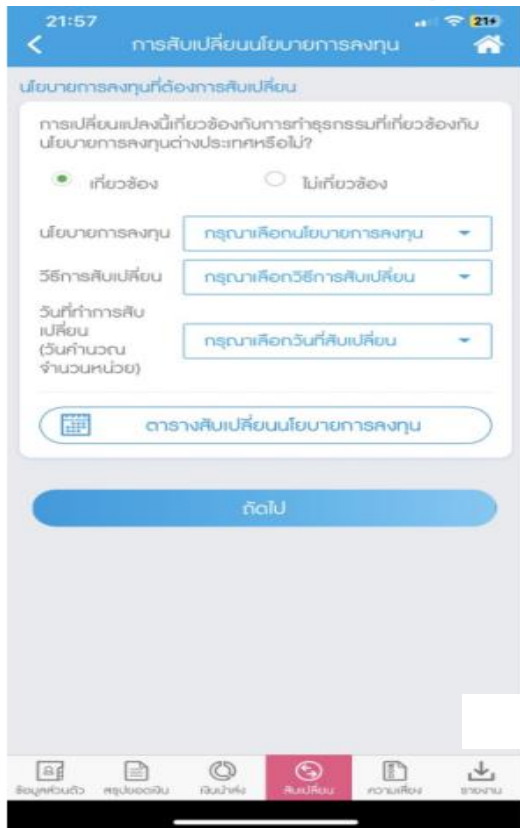 21:57
21
การสับเปลี่ยนนโยบายการลงทุน
นโยบายการลงทุนที่ต้องการสับเปลี่ยน
การเปลี่ยนแปลงนี้เกี่ยวข้องกับการทำธุรกรรมที่เกี่ยวข้องกับ
นโยบายการลงทุนต่างประเทศหรือไม่?
เกี่ยวข้อง ไม่เกี่ยวข้อง
นโยบายการลงทุน กรุณาเลือกนโยบายการลงทุน
วิธีการสับเปลี่ยน กรุณาเลือกวิธีการสับเปลี่ยน
วันที่ทำการสับ
เปลี่ยน
(วันคำนวณ
จำนวนหน่วย)
กรุณาเลือกวันที่สับเปลี่ยน
ตารางสับเปลี่ยนนโยบายการลงทุน
ถัดไป
ข้อมูลส่วนตัว สรุปยอดเงิน เงินนำส่ง สับเปลี่ยน ความเสี่ยง รายงาน